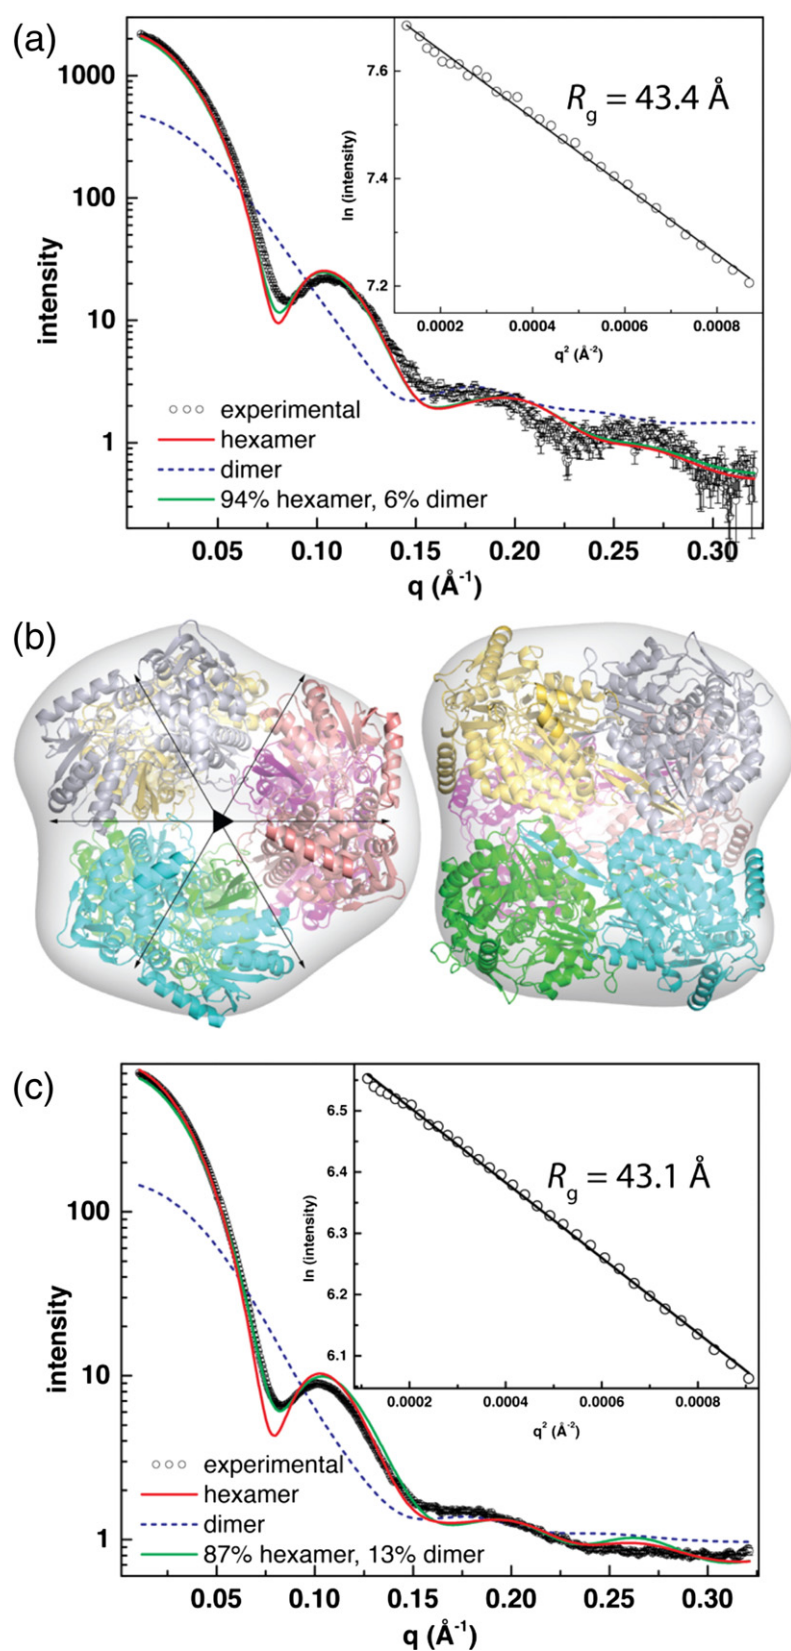 (a)
1000
100
10
1
intensity
0.05 0.10 0.15 0.20 0.25 0.30
q (Å⁻¹)
experimental
hexamer
dimer
94% hexamer, 6% dimer
7.6
7.4
7.2
ln (intensity)
Rg = 43.4 Å
0.0002 0.0004 0.0006 0.0008
q² (Å⁻²)
(b)
(c)
100
10
1
intensity
0.05 0.10 0.15 0.20 0.25 0.30
q (Å⁻¹)
experimental
hexamer
dimer
87% hexamer, 13% dimer
6.5
6.4
6.3
6.2
6.1
ln (intensity)
Rg = 43.1 Å
0.0002 0.0004 0.0006 0.0008
q² (Å⁻²)